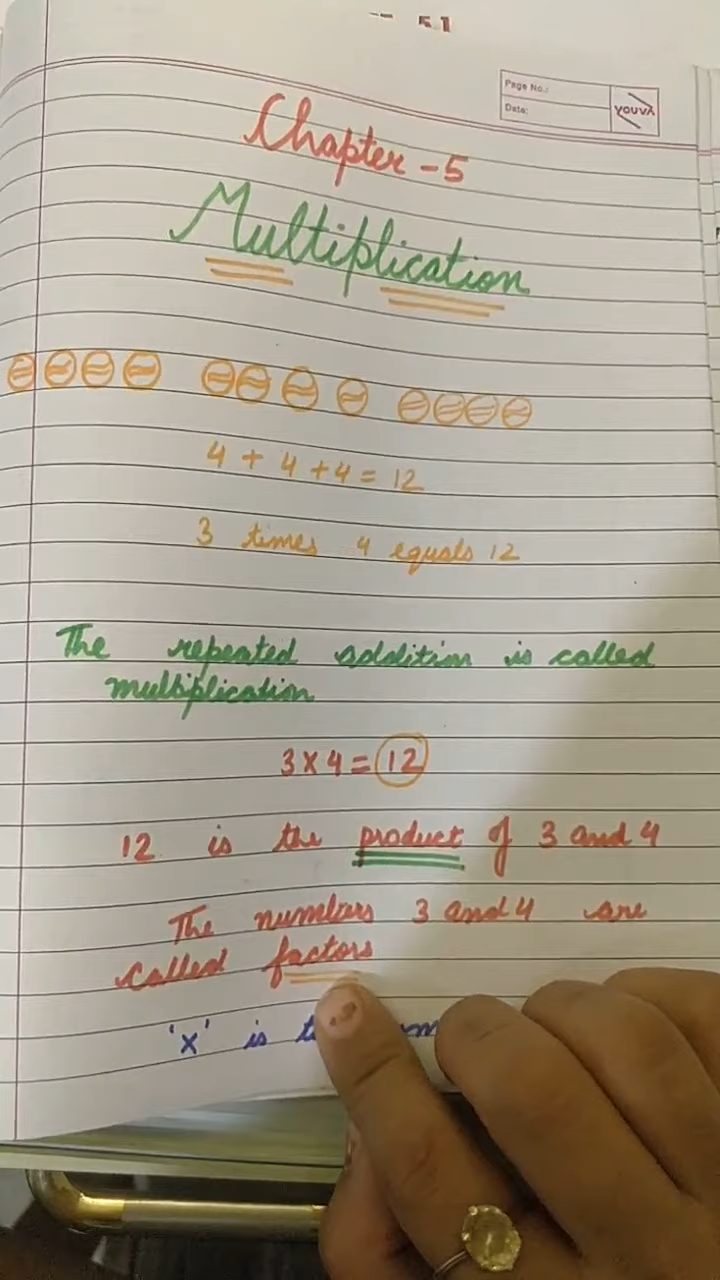 Page No.:
Date:
YOUVA
Chapter - 5
Multiplication
4 + 4 + 4 = 12
3 times 4 equals 12
The repeated addition is called
multiplication
3 x 4 = 12
12 is the product of 3 and 4
The numbers 3 and 4 are
called factors
'x' is